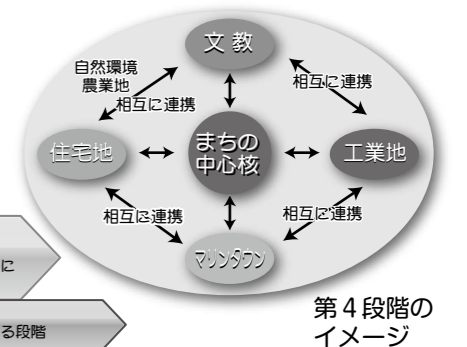 文 教
自然環境
農業地
相互に連携
相互に連携
住宅地
まちの
中心核
工業地
相互に連携
相互に連携
マリンタウン
に
る段階
第４段階の
イメージ